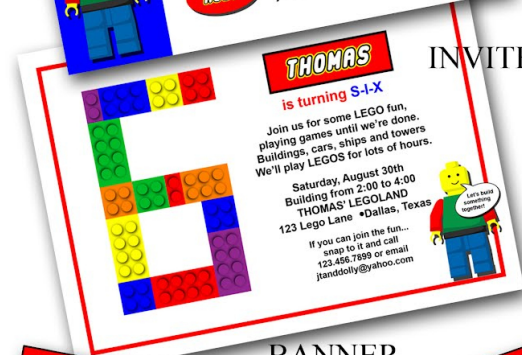 THOMAS
INVITE
is turning S-I-X
Join us for some LEGO fun,
playing games until we're done.
Buildings, cars, ships and towers
We'll play LEGOS for lots of hours.
Saturday, August 30th
Building from 2:00 to 4:00
THOMAS' LEGOLAND
123 Lego Lane •Dallas, Texas
Let's build
something
together!
If you can join the fun...
snap to it and call
123.456.7899 or email
jtanddolly@yahoo.com
BANNER